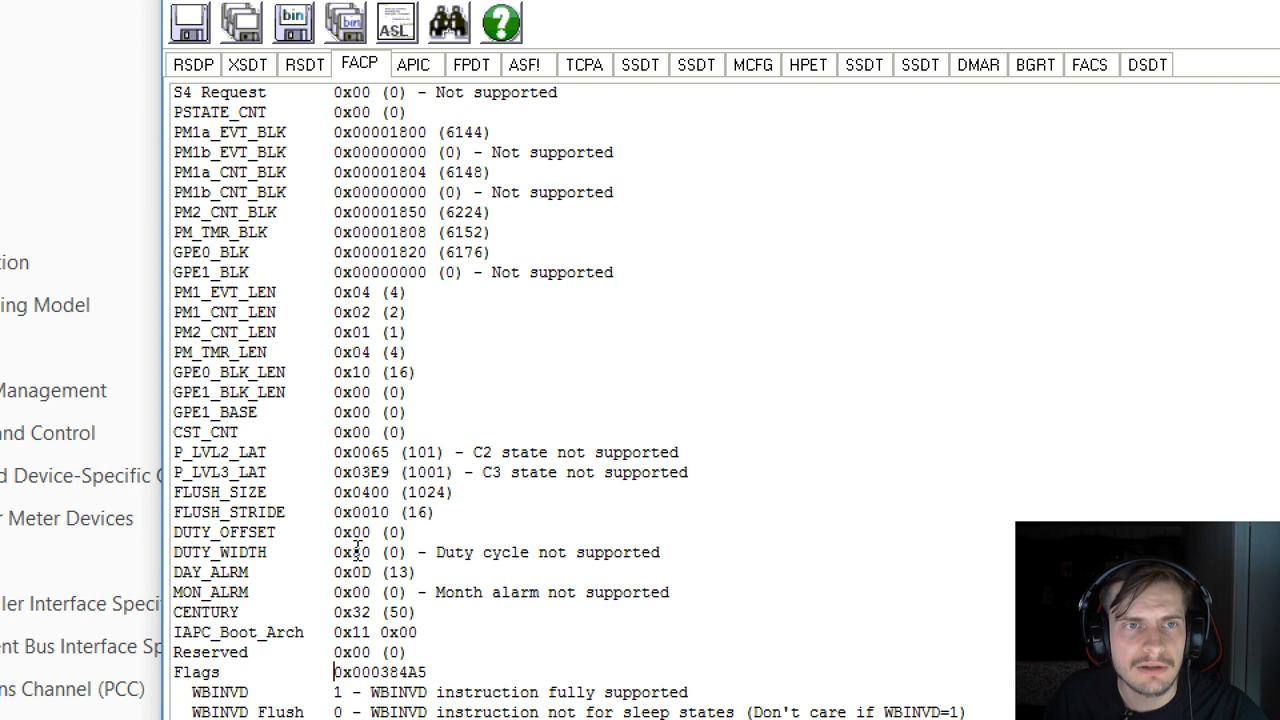 bin
bin
ASL
?
RSDP XSDT RSDT FACP APIC FPDT ASF! TCPA SSDT SSDT MCFG HPET SSDT SSDT DMAR BGRT FACS DSDT
S4 Request 0x00 (0) - Not supported
PSTATE_CNT 0x00 (0)
PM1a_EVT_BLK 0x00001800 (6144)
PM1b_EVT_BLK 0x00000000 (0) - Not supported
PM1a_CNT_BLK 0x00001804 (6148)
PM1b_CNT_BLK 0x00000000 (0) - Not supported
PM2_CNT_BLK 0x00001850 (6224)
PM_TMR_BLK 0x00001808 (6152)
GPE0_BLK 0x00001820 (6176)
GPE1_BLK 0x00000000 (0) - Not supported
PM1_EVT_LEN 0x04 (4)
PM1_CNT_LEN 0x02 (2)
PM2_CNT_LEN 0x01 (1)
PM_TMR_LEN 0x04 (4)
GPE0_BLK_LEN 0x10 (16)
GPE1_BLK_LEN 0x00 (0)
GPE1_BASE 0x00 (0)
CST_CNT 0x00 (0)
P_LVL2_LAT 0x0065 (101) - C2 state not supported
P_LVL3_LAT 0x03E9 (1001) - C3 state not supported
FLUSH_SIZE 0x0400 (1024)
FLUSH_STRIDE 0x0010 (16)
DUTY_OFFSET 0x00 (0)
DUTY_WIDTH 0x00 (0) - Duty cycle not supported
DAY_ALRM 0x0D (13)
MON_ALRM 0x00 (0) - Month alarm not supported
CENTURY 0x32 (50)
IAPC_Boot_Arch 0x11 0x00
Reserved 0x00 (0)
Flags 0x000384A5
WBINVD 1 - WBINVD instruction fully supported
WBINVD Flush 0 - WBINVD instruction not for sleep states (Don't care if WBINVD=1)
tion
ing Model
Management
and Control
d Device-Specific
r Meter Devices
ler Interface Speci
ent Bus Interface Sp
ns Channel (PCC)